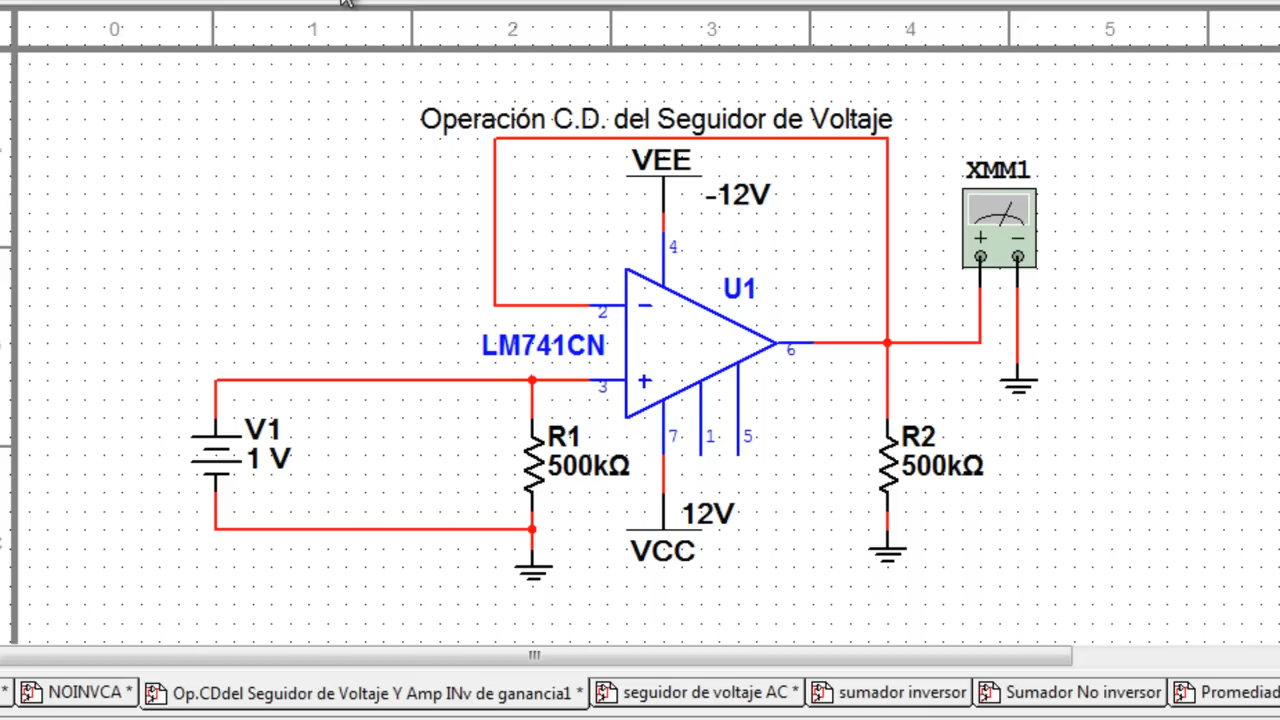 0 1 2 3 4 5
Operación C.D. del Seguidor de Voltaje
VEE
-12V
XMM1
+ −
4
U1
2 −
LM741CN
6
3 +
V1
1 V
R1
500kΩ
7 1 5
R2
500kΩ
12V
VCC
* NOINVCA * Op.CDdel Seguidor de Voltaje Y Amp INv de ganancia1 * seguidor de voltaje AC * sumador inversor Sumador No inversor Promediad